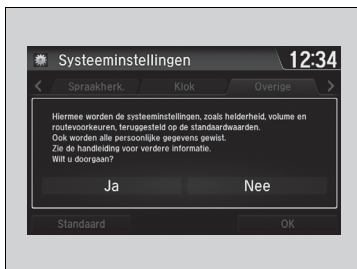 Systeeminstellingen
12:34
Spraakherk.
Klok
Overige
Hiermee worden de systeeminstellingen, zoals helderheid, volume en
routevoorkeuren, teruggesteld op de standaardwaarden.
Ook worden alle persoonlijke gegevens gewist.
Zie de handleiding voor verdere informatie.
Wilt u doorgaan?
Ja
Nee
Standaard
OK